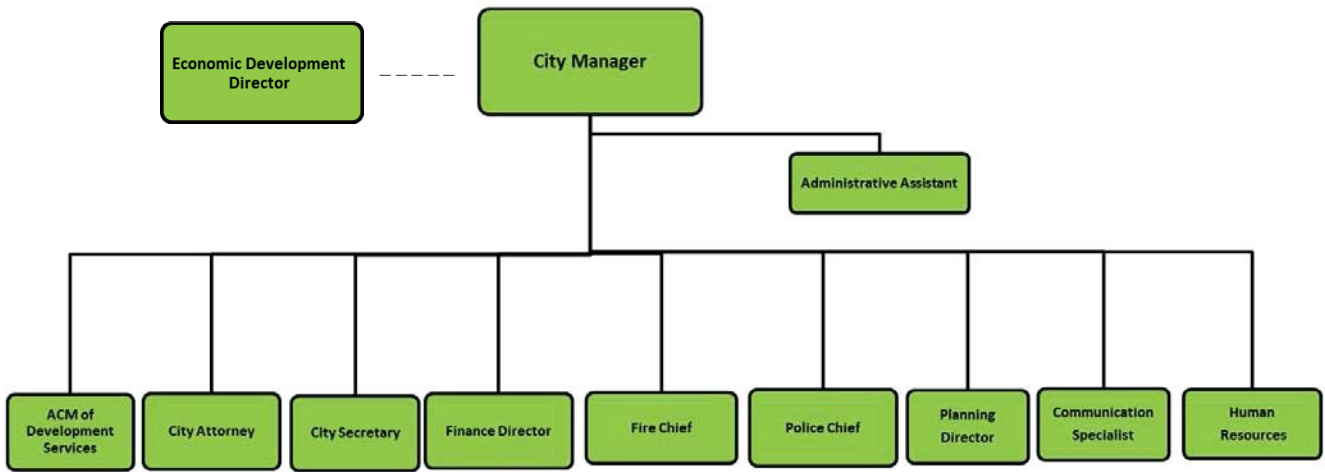 Economic Development
Director
City Manager
Administrative Assistant
ACM of
Development
Services
City Attorney
City Secretary
Finance Director
Fire Chief
Police Chief
Planning
Director
Communication
Specialist
Human
Resources